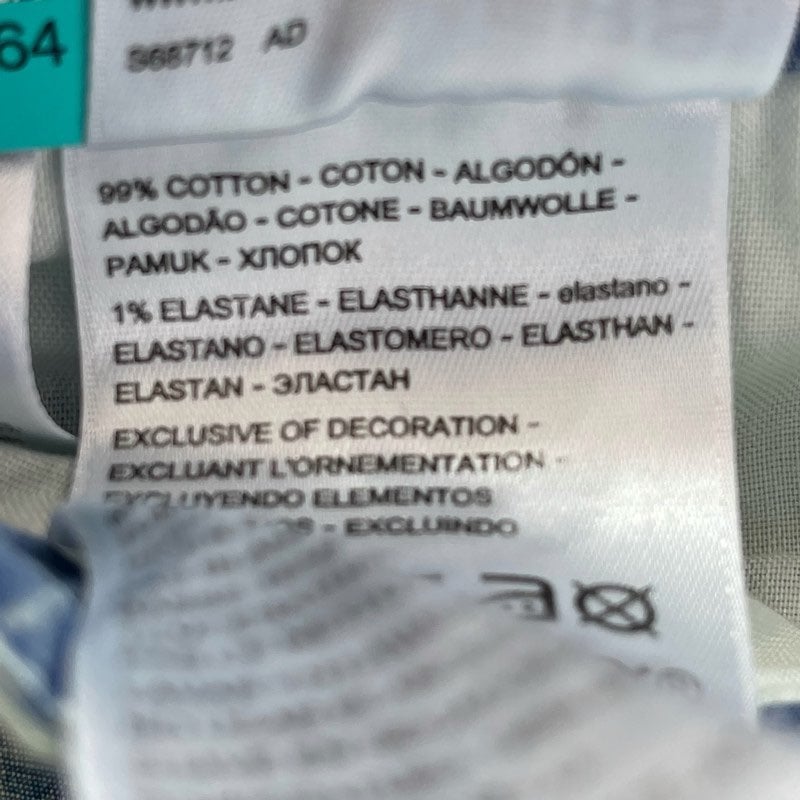 64
S68712 AD
99% COTTON - COTON - ALGODÓN -
ALGODÃO - COTONE - BAUMWOLLE -
PAMUK - ХЛОПОК
1% ELASTANE - ELASTHANNE - elastano -
ELASTANO - ELASTOMERO - ELASTHAN -
ELASTAN - ЭЛАСТАН
EXCLUSIVE OF DECORATION -
EXCLUANT L'ORNEMENTATION -
EXCLUYENDO ELEMENTOS
- EXCLUINDO